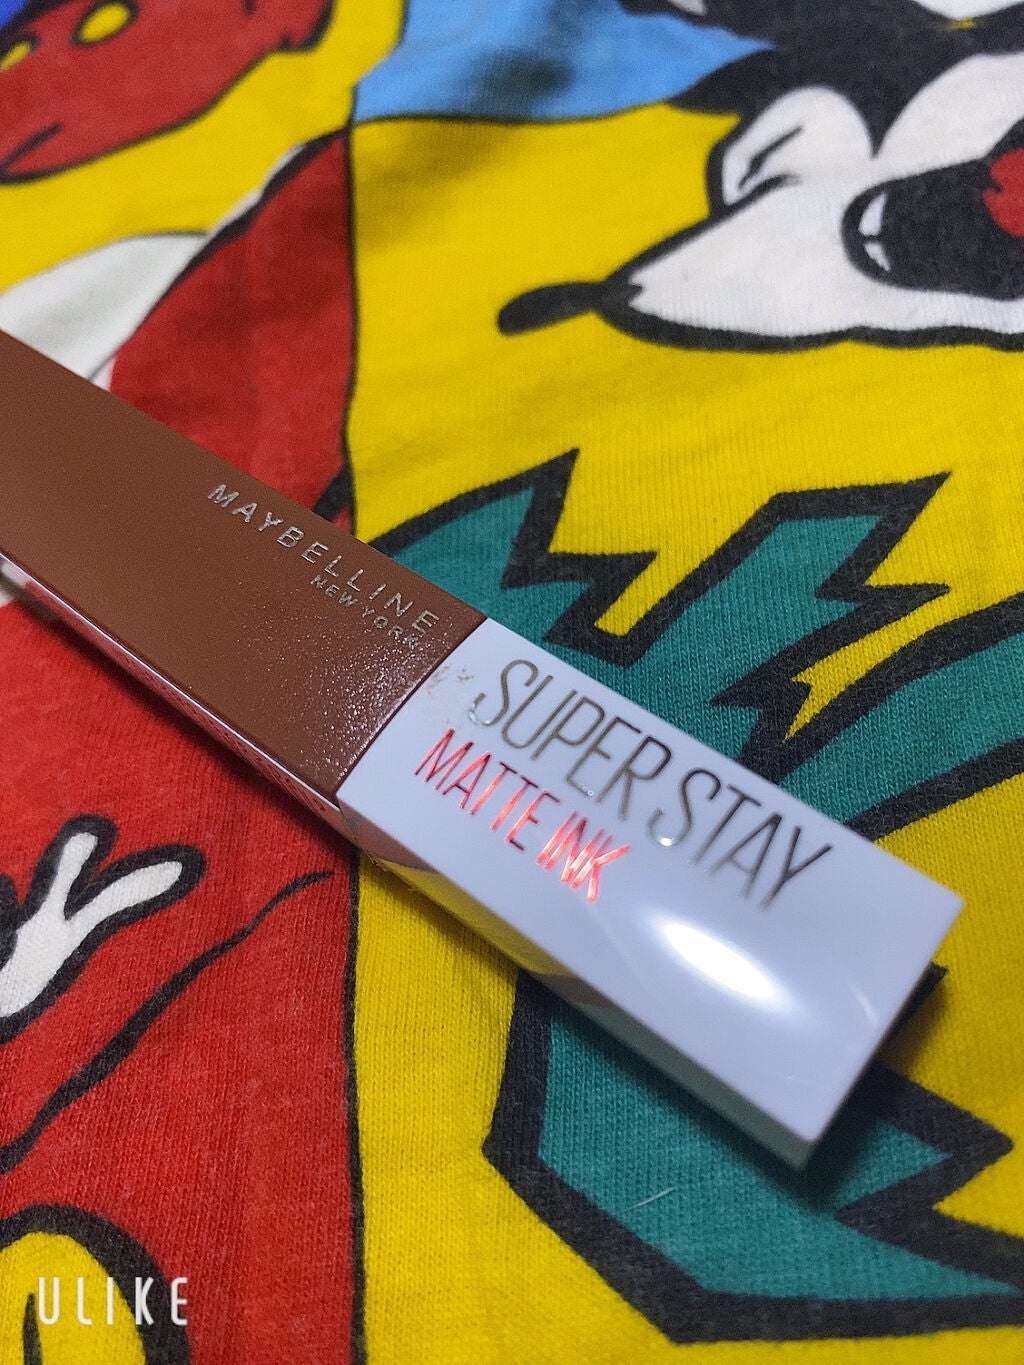 MAYBELLINE
NEW YORK
SUPER STAY
MATTE INK
ULIKE